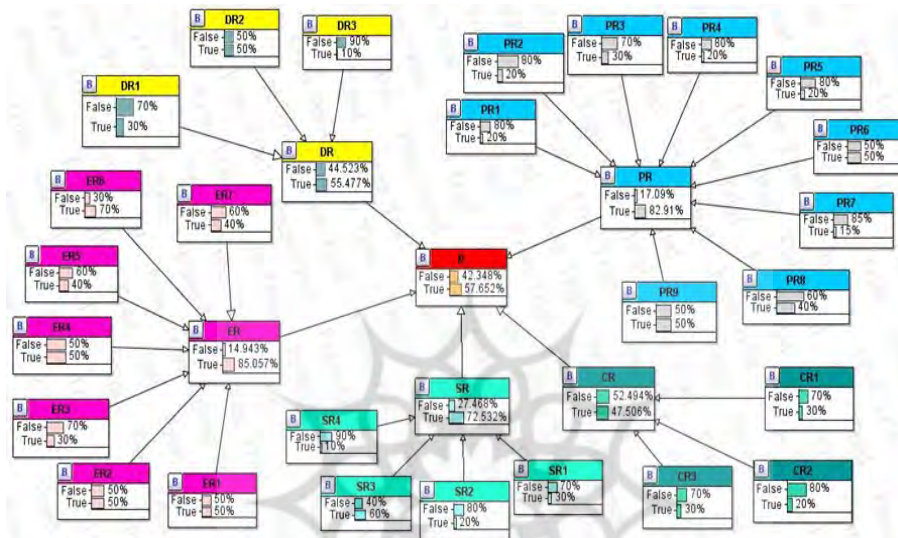 DR2
False 50%
True 50%
DR3
False 90%
True 10%
DR1
False 70%
True 30%
DR
False 44.523%
True 55.477%
PR2
False 80%
True 20%
PR3
False 70%
True 30%
PR4
False 80%
True 20%
PR5
False 80%
True 20%
PR1
False 80%
True 20%
PR6
False 50%
True 50%
PR
False 17.09%
True 82.91%
PR7
False 85%
True 15%
PR8
False 60%
True 40%
PR9
False 50%
True 50%
ER6
False 30%
True 70%
ER7
False 60%
True 40%
ER5
False 60%
True 40%
ER4
False 50%
True 50%
ER
False 14.943%
True 85.057%
ER3
False 70%
True 30%
ER2
False 50%
True 50%
ER1
False 50%
True 50%
False 42.348%
True 57.652%
SR
False 27.468%
True 72.532%
SR4
False 90%
True 10%
SR3
False 40%
True 60%
SR2
False 80%
True 20%
SR1
False 70%
True 30%
CR
False 52.494%
True 47.506%
CR1
False 70%
True 30%
CR2
False 80%
True 20%
CR3
False 70%
True 30%